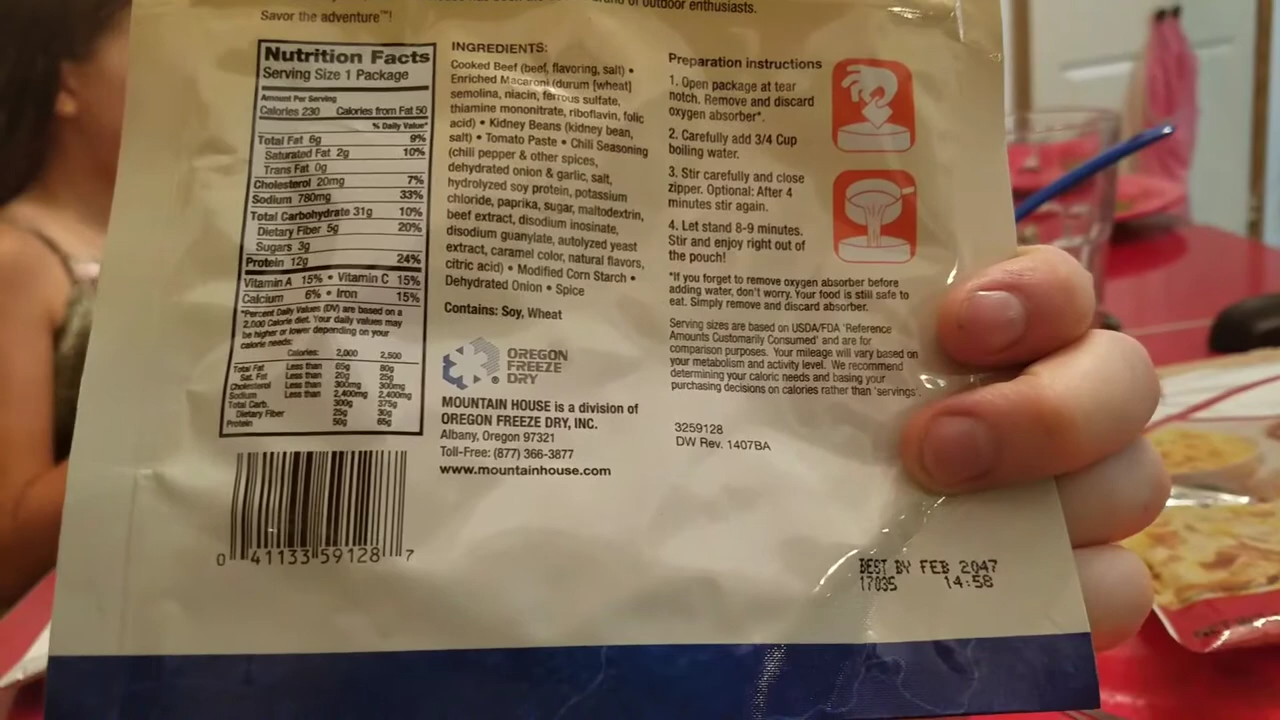 of outdoor enthusiasts.
Savor the adventure™!
Nutrition Facts
Serving Size 1 Package
Amount Per Serving
Calories 230 Calories from Fat 50
% Daily Value*
Total Fat 6g 9%
Saturated Fat 2g 10%
Trans Fat 0g
Cholesterol 20mg 7%
Sodium 780mg 33%
Total Carbohydrate 31g 10%
Dietary Fiber 5g 20%
Sugars 3g
Protein 12g 24%
Vitamin A 15% • Vitamin C 15%
Calcium 6% • Iron 15%
*Percent Daily Values (DV) are based on a
2,000 Calorie diet. Your daily values may
be higher or lower depending on your
calorie needs:
Calories: 2,000 2,500
Total Fat Less than 65g 80g
Sat. Fat Less than 20g 25g
Cholesterol Less than 300mg 300mg
Sodium Less than 2,400mg 2,400mg
Total Carb. 300g 375g
Dietary Fiber 25g 30g
Protein 50g 65g
0 41133 59128 7
INGREDIENTS:
Cooked Beef (beef, flavoring, salt) •
Enriched Macaroni (durum [wheat]
semolina, niacin, ferrous sulfate,
thiamine mononitrate, riboflavin, folic
acid) • Kidney Beans (kidney bean,
salt) • Tomato Paste • Chili Seasoning
(chili pepper & other spices,
dehydrated onion & garlic, salt,
hydrolyzed soy protein, potassium
chloride, paprika, sugar, maltodextrin,
beef extract, disodium inosinate,
disodium guanylate, autolyzed yeast
extract, caramel color, natural flavors,
citric acid) • Modified Corn Starch •
Dehydrated Onion • Spice
Contains: Soy, Wheat
OREGON
FREEZE
DRY
MOUNTAIN HOUSE is a division of
OREGON FREEZE DRY, INC.
Albany, Oregon 97321
Toll-Free: (877) 366-3877
www.mountainhouse.com
Preparation instructions
1. Open package at tear
notch. Remove and discard
oxygen absorber*.
2. Carefully add 3/4 Cup
boiling water.
3. Stir carefully and close
zipper. Optional: After 4
minutes stir again.
4. Let stand 8-9 minutes.
Stir and enjoy right out of
the pouch!
*If you forget to remove oxygen absorber before
adding water, don't worry. Your food is still safe to
eat. Simply remove and discard absorber.
Serving sizes are based on USDA/FDA 'Reference
Amounts Customarily Consumed' and are for
comparison purposes. Your mileage will vary based on
your metabolism and activity level. We recommend
determining your caloric needs and basing your
purchasing decisions on calories rather than 'servings'.
3259128
DW Rev. 1407BA
BEST BY FEB 2047
17035 14:58